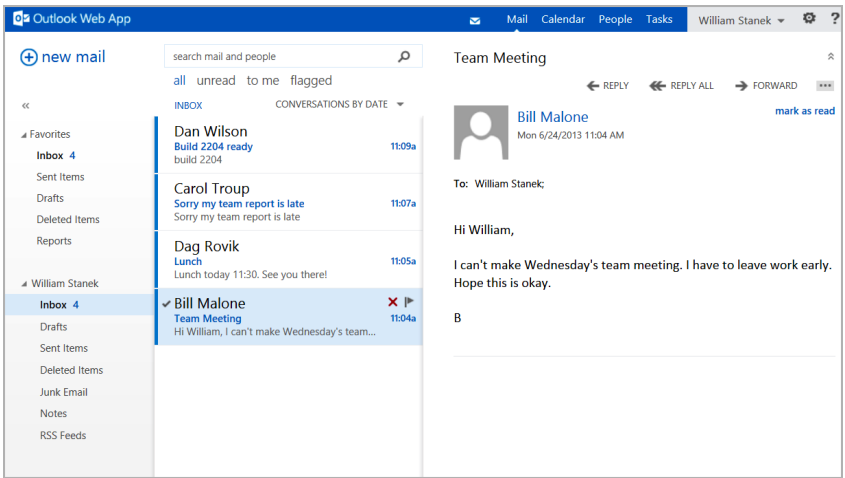 Outlook Web App
Mail Calendar People Tasks William Stanek ?
new mail
«
Favorites
Inbox 4
Sent Items
Drafts
Deleted Items
Reports
William Stanek
Inbox 4
Drafts
Sent Items
Deleted Items
Junk Email
Notes
RSS Feeds
search mail and people
all unread to me flagged
INBOX CONVERSATIONS BY DATE
Dan Wilson
Build 2204 ready 11:09a
build 2204
Carol Troup
Sorry my team report is late 11:07a
Sorry my team report is late
Dag Rovik
Lunch 11:05a
Lunch today 11:30. See you there!
Bill Malone
Team Meeting 11:04a
Hi William, I can't make Wednesday's team...
Team Meeting
REPLY REPLY ALL FORWARD ...
Bill Malone mark as read
Mon 6/24/2013 11:04 AM
To: William Stanek;
Hi William,
I can't make Wednesday's team meeting. I have to leave work early.
Hope this is okay.
B